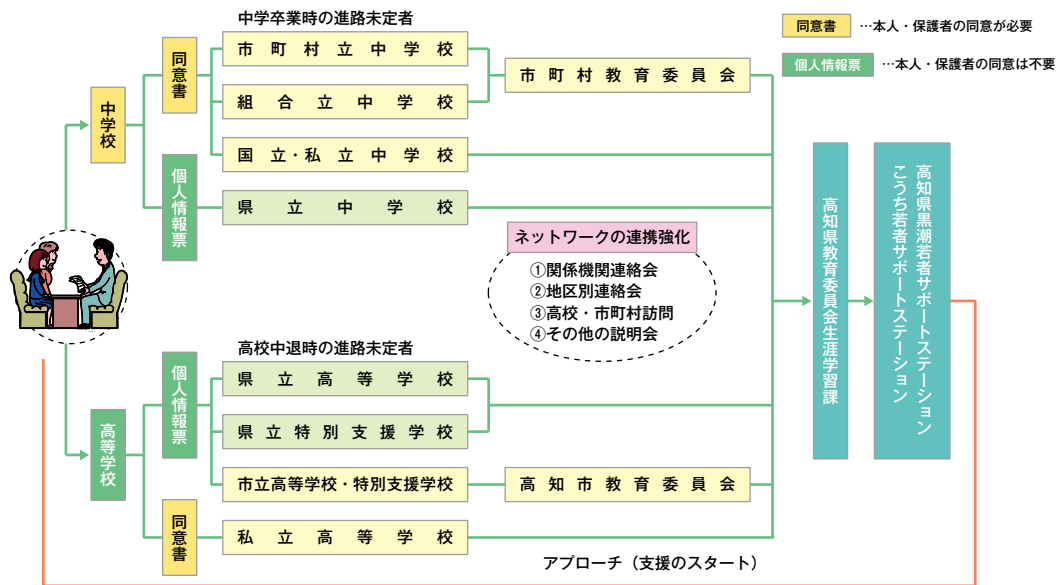 中学卒業時の進路未定者
同意書
…本人・保護者の同意が必要
個人情報票
…本人・保護者の同意は不要
中学校
同意書
市町村立中学校
組合立中学校
国立・私立中学校
市町村教育委員会
個人情報票
県立中学校
ネットワークの連携強化
①関係機関連絡会
②地区別連絡会
③高校・市町村訪問
④その他の説明会
高知県教育委員会生涯学習課
高知県黒潮若者サポートステーション
こうち若者サポートステーション
高校中退時の進路未定者
高等学校
個人情報票
県立高等学校
県立特別支援学校
市立高等学校・特別支援学校
高知市教育委員会
同意書
私立高等学校
アプローチ（支援のスタート）